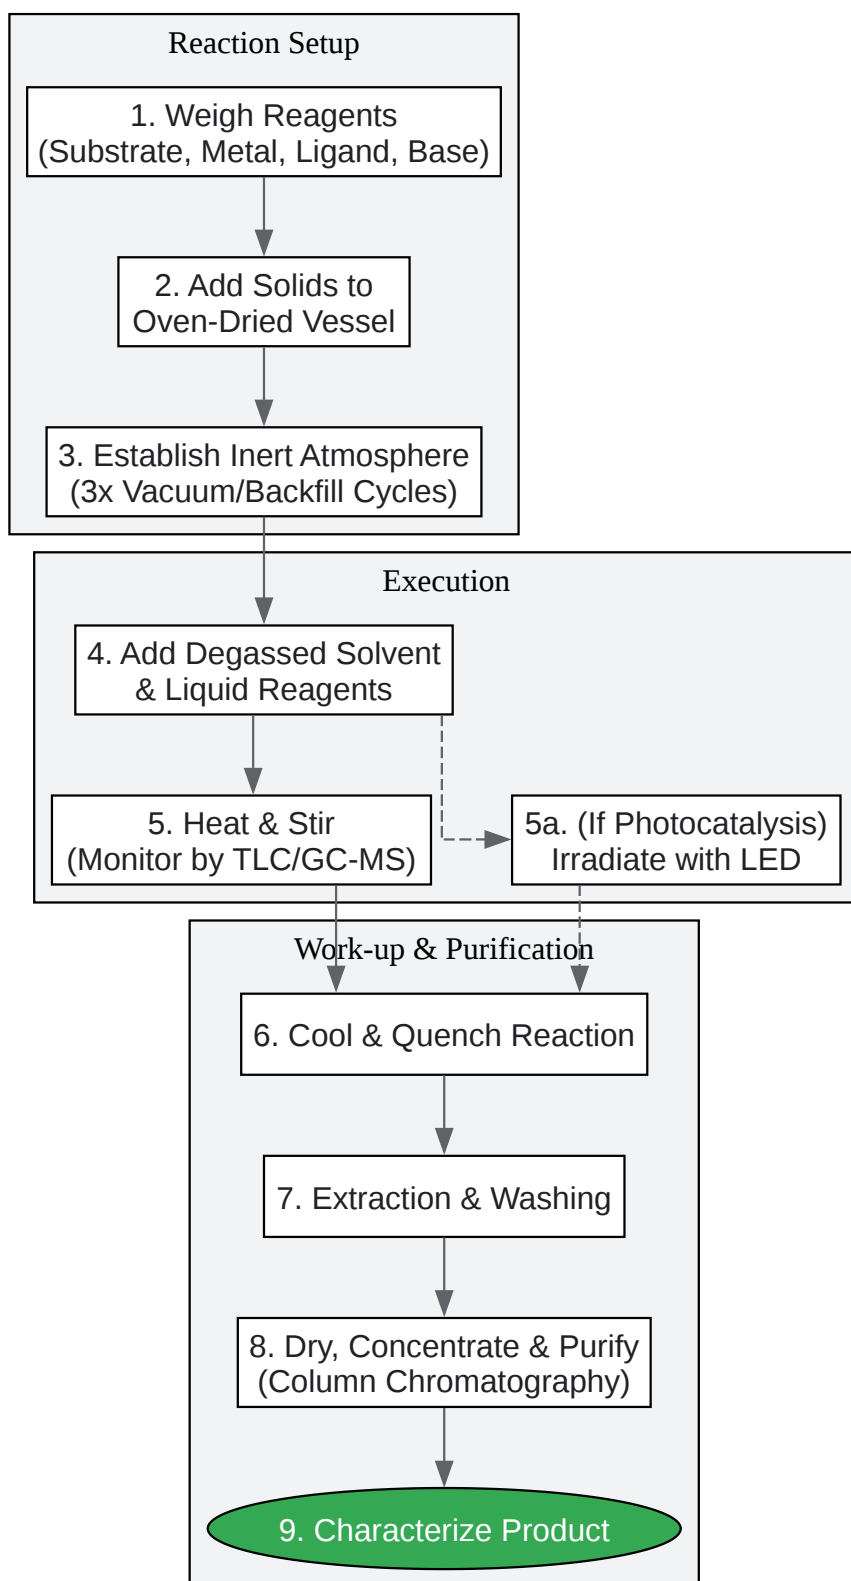 Reaction Setup
1. Weigh Reagents
(Substrate, Metal, Ligand, Base)
2. Add Solids to
Oven-Dried Vessel
3. Establish Inert Atmosphere
(3x Vacuum/Backfill Cycles)
Execution
4. Add Degassed Solvent
& Liquid Reagents
5. Heat & Stir
(Monitor by TLC/GC-MS)
5a. (If Photocatalysis)
Irradiate with LED
Work-up & Purification
6. Cool & Quench Reaction
7. Extraction & Washing
8. Dry, Concentrate & Purify
(Column Chromatography)
9. Characterize Product